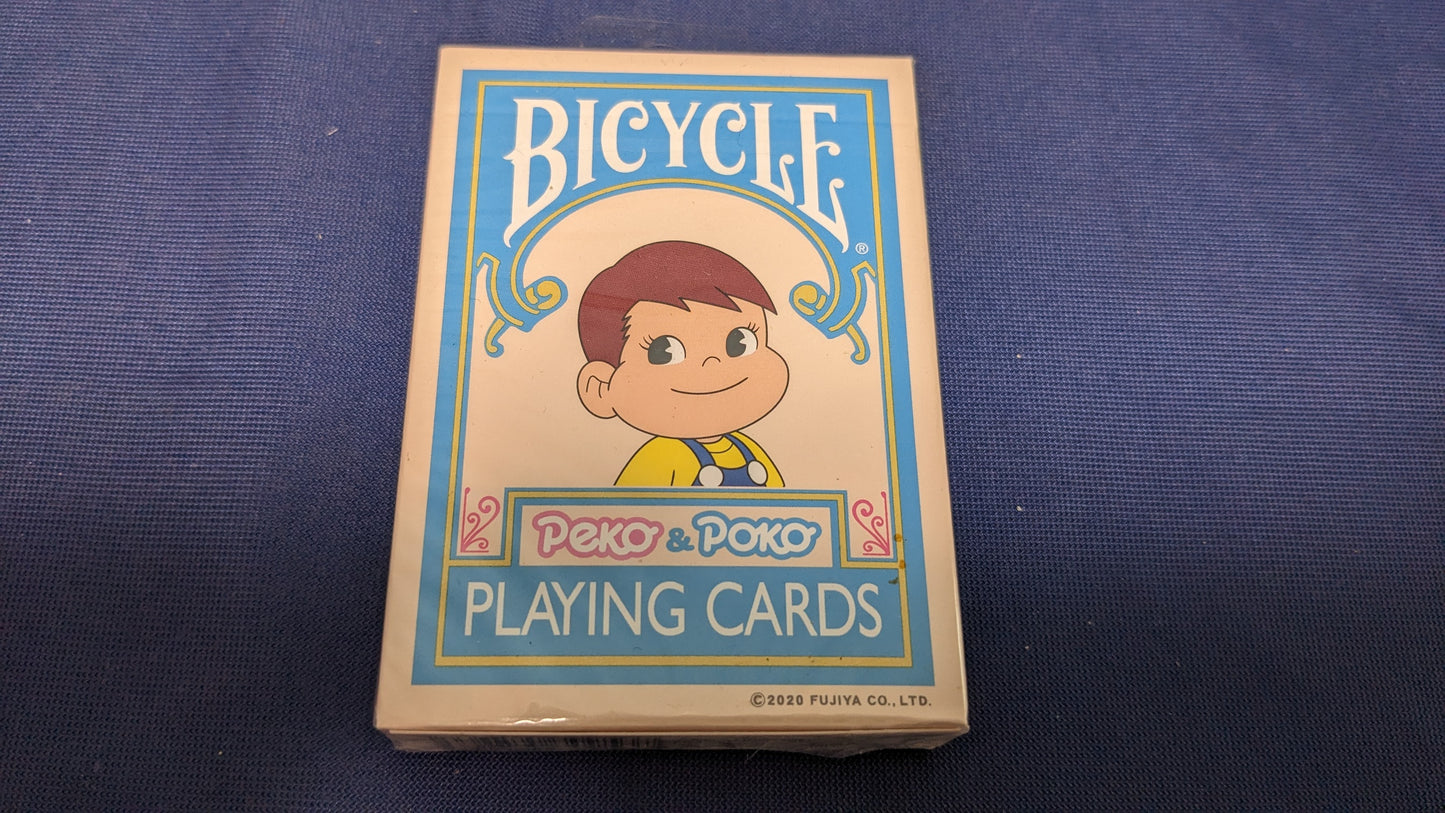 BICYCLE®
Peko & Poko
PLAYING CARDS
©2020 FUJIYA CO., LTD.